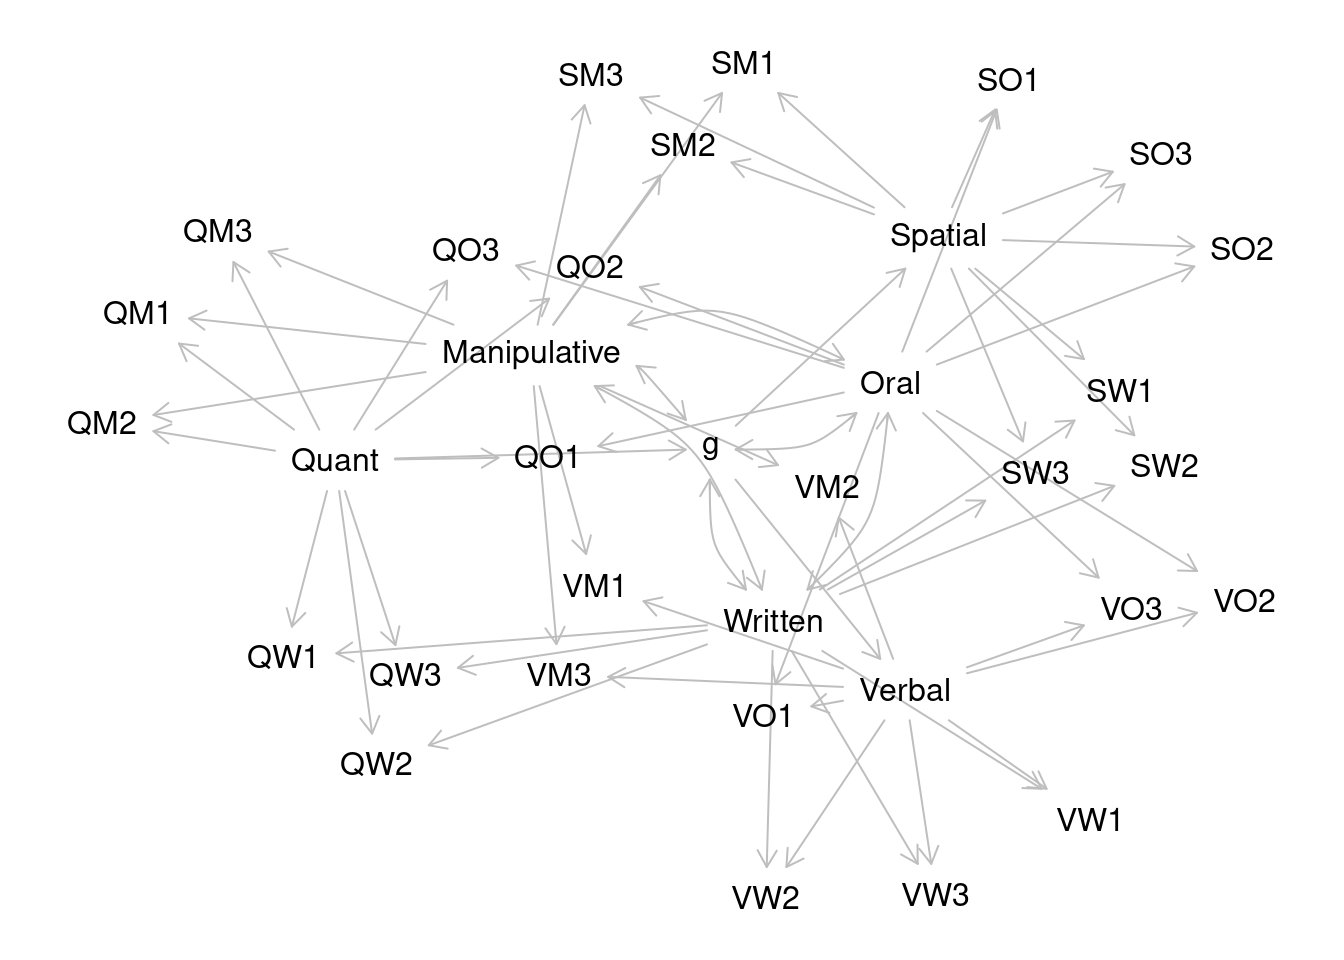 SM1
SM3
SO1
SM2
SO3
QM3
Spatial
QO3
SO2
QO2
QM1
Manipulative
Oral
SW1
QM2
g
QO1
Quant
SW2
SW3
VM2
VM1
VO2
VO3
Written
QW1
QW3
VM3
Verbal
VO1
QW2
VW1
VW3
VW2